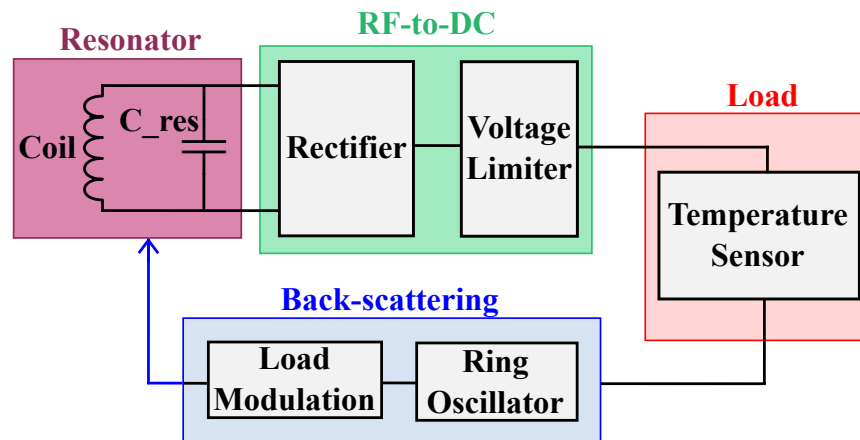 RF-to-DC
Resonator
Load
C_res
Coil
Rectifier
Voltage
Limiter
Temperature
Sensor
Back-scattering
Load
Modulation
Ring
Oscillator